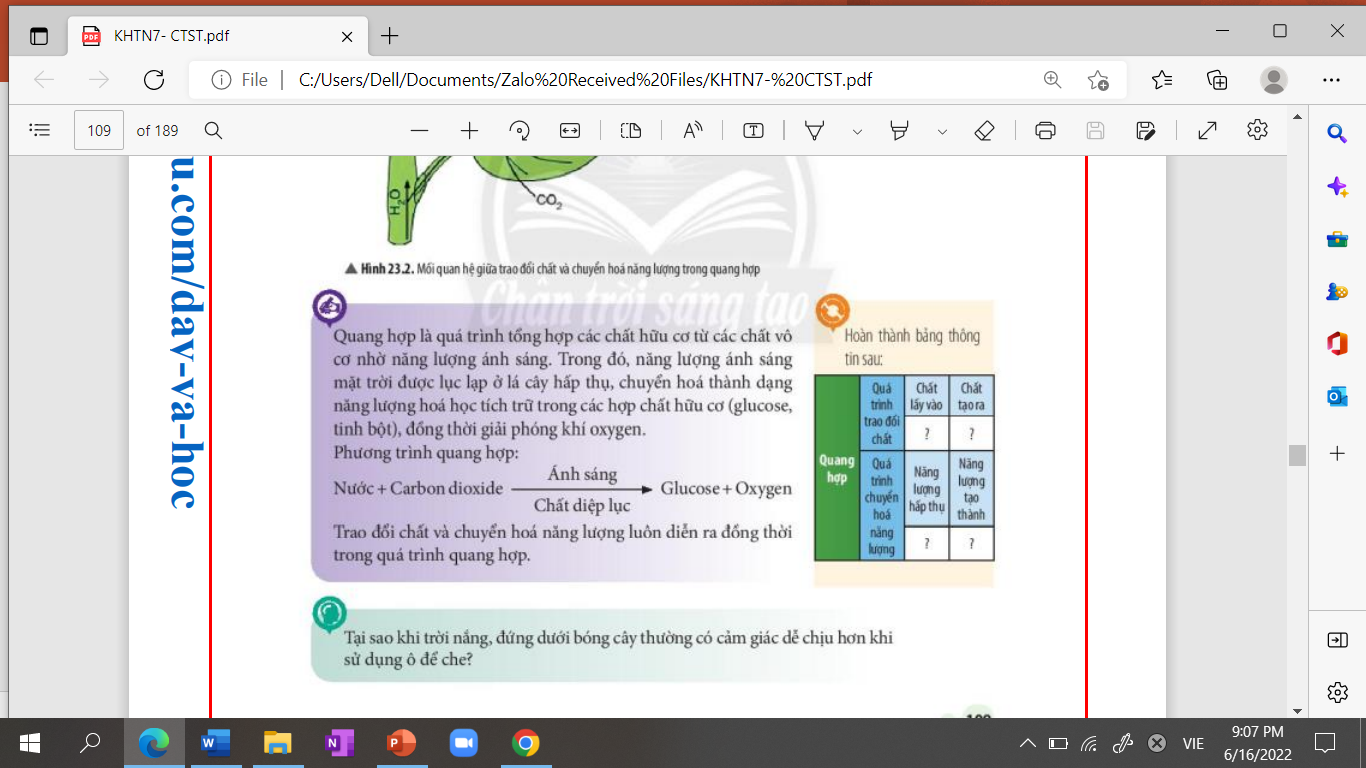 KHTN7- CTST.pdf
File
C:/Users/Dell/Documents/Zalo%20Received%20Files/KHTN7-%20CTST.pdf
109 of 189
u.com/day-va-hoc
H2O
CO2
Hình 23.2. Mối quan hệ giữa trao đổi chất và chuyển hoá năng lượng trong quang hợp
Chân trời sáng tạo
Quang hợp là quá trình tổng hợp các chất hữu cơ từ các chất vô
cơ nhờ năng lượng ánh sáng. Trong đó, năng lượng ánh sáng
mặt trời được lục lạp ở lá cây hấp thụ, chuyển hoá thành dạng
năng lượng hoá học tích trữ trong các hợp chất hữu cơ (glucose,
tinh bột), đồng thời giải phóng khí oxygen.
Phương trình quang hợp:
Ánh sáng
Nước + Carbon dioxide
Glucose + Oxygen
Chất diệp lục
Trao đổi chất và chuyển hoá năng lượng luôn diễn ra đồng thời
trong quá trình quang hợp.
Hoàn thành bảng thông
tin sau:
Quang
hợp
Quá
trình
trao đổi
chất
Chất
lấy vào
Chất
tạo ra
?
?
Quá
trình
chuyển
hoá
năng
lượng
Năng
lượng
hấp thụ
Năng
lượng
tạo
thành
?
?
Tại sao khi trời nắng, đứng dưới bóng cây thường có cảm giác dễ chịu hơn khi
sử dụng ô để che?
VIE
9:07 PM
6/16/2022